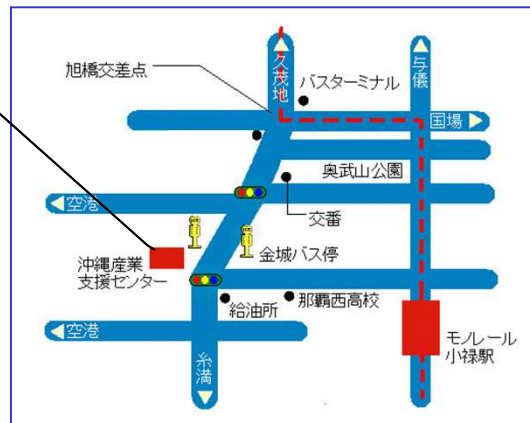 久茂地
与儀
旭橋交差点
バスターミナル
国場
奥武山公園
空港
交番
金城バス停
沖縄産業
支援センター
給油所
那覇西高校
空港
モノレール
小禄駅
糸満